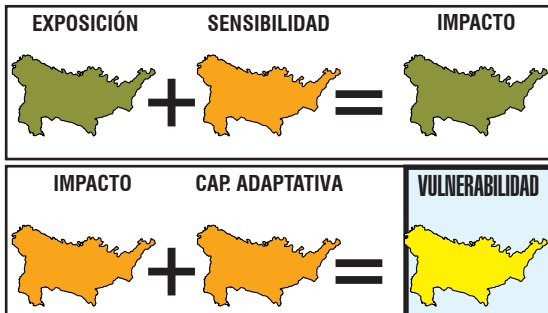 EXPOSICIÓN SENSIBILIDAD IMPACTO
+ =
IMPACTO CAP. ADAPTATIVA VULNERABILIDAD
+ =